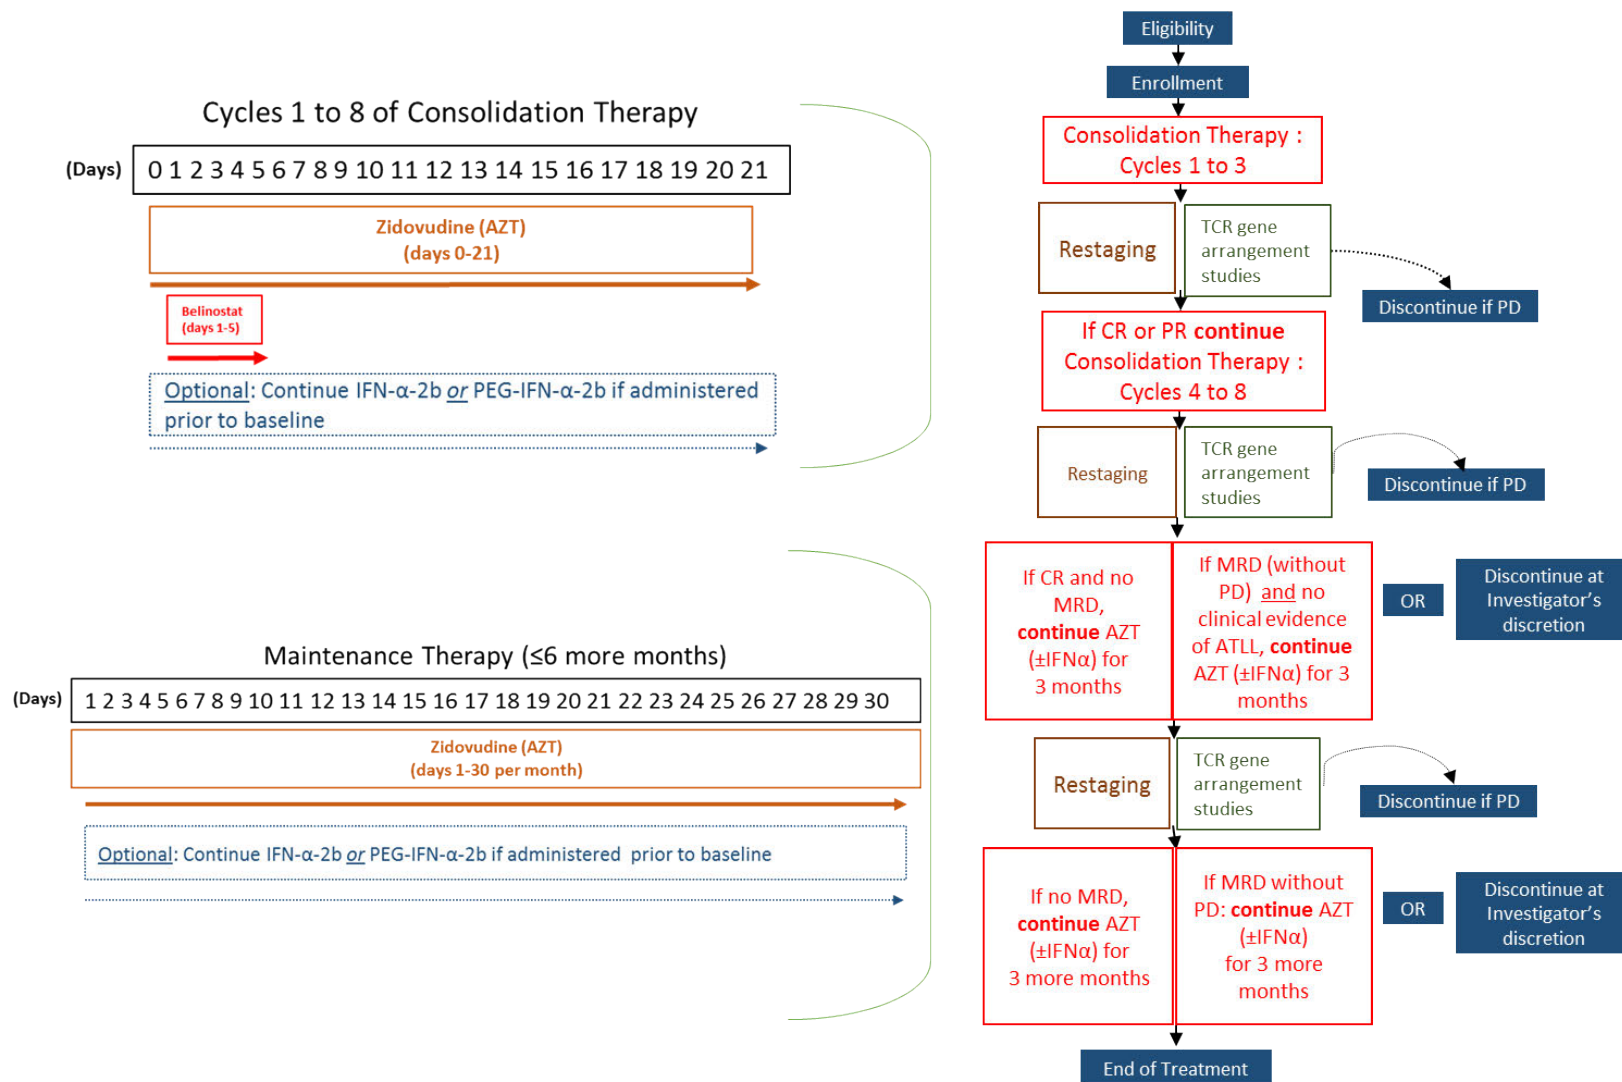 Cycles 1 to 8 of Consolidation Therapy
(Days)
0 1 2 3 4 5 6 7 8 9 10 11 12 13 14 15 16 17 18 19 20 21
Zidovudine (AZT)
(days 0-21)
Belinostat
(days 1-5)
Optional: Continue IFN-α-2b or PEG-IFN-α-2b if administered
prior to baseline
Maintenance Therapy (≤6 more months)
(Days)
1 2 3 4 5 6 7 8 9 10 11 12 13 14 15 16 17 18 19 20 21 22 23 24 25 26 27 28 29 30
Zidovudine (AZT)
(days 1-30 per month)
Optional: Continue IFN-α-2b or PEG-IFN-α-2b if administered prior to baseline
Eligibility
Enrollment
Consolidation Therapy :
Cycles 1 to 3
Restaging
TCR gene
arrangement
studies
Discontinue if PD
If CR or PR continue
Consolidation Therapy :
Cycles 4 to 8
Restaging
TCR gene
arrangement
studies
Discontinue if PD
If CR and no
MRD,
continue AZT
(±IFNα) for
3 months
If MRD (without
PD) and no
clinical evidence
of ATLL, continue
AZT (±IFNα) for 3
months
OR
Discontinue at
Investigator's
discretion
Restaging
TCR gene
arrangement
studies
Discontinue if PD
If no MRD,
continue AZT
(±IFNα) for
3 more months
If MRD without
PD: continue AZT
(±IFNα)
for 3 more
months
OR
Discontinue at
Investigator's
discretion
End of Treatment